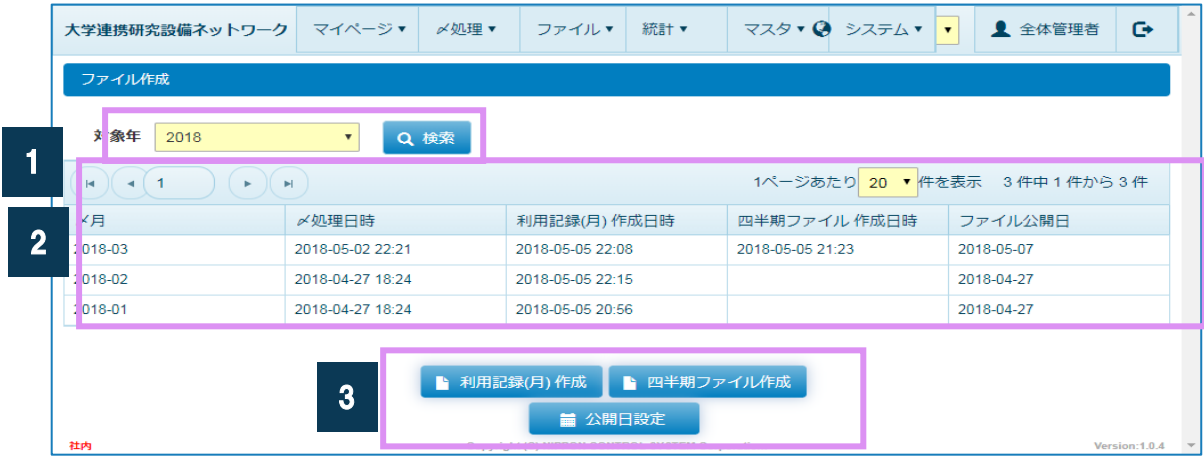 大学連携研究設備ネットワーク マイページ▼ 〆処理▼ ファイル▼ 統計▼ マスタ▼ システム▼ ▼ 全体管理者
ファイル作成
対象年 2018 ▼ 検索
1
1 1ページあたり 20 ▼ 件を表示 3 件中 1 件から 3 件
2
〆月 〆処理日時 利用記録(月) 作成日時 四半期ファイル 作成日時 ファイル公開日
2018-03 2018-05-02 22:21 2018-05-05 22:08 2018-05-05 21:23 2018-05-07
2018-02 2018-04-27 18:24 2018-05-05 22:15 2018-04-27
2018-01 2018-04-27 18:24 2018-05-05 20:56 2018-04-27
3
利用記録(月) 作成 四半期ファイル作成
公開日設定
社内 Version:1.0.4